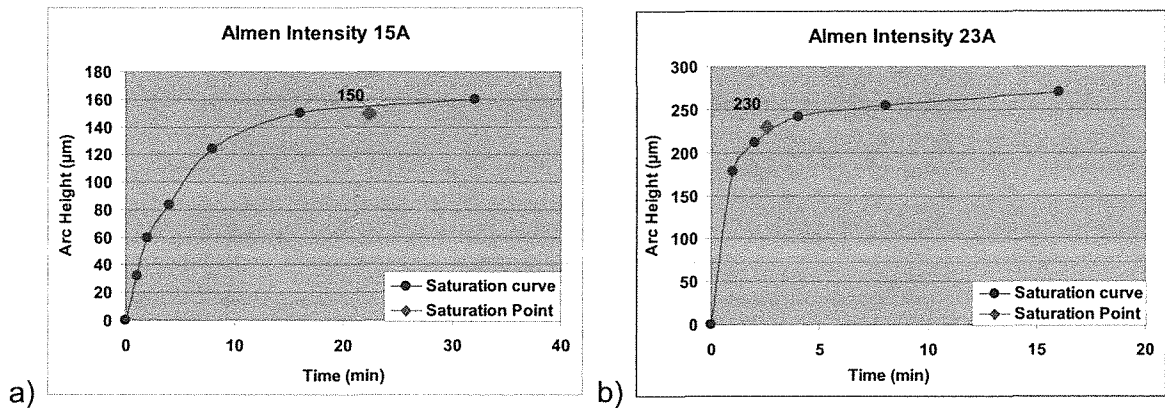 Almen Intensity 15A
180
160
140
120
100
80
60
40
20
0
Arc Height (µm)
150
Saturation curve
Saturation Point
0 10 20 30 40
Time (min)
a)
Almen Intensity 23A
300
250
200
150
100
50
0
Arc Height (µm)
230
Saturation curve
Saturation Point
0 5 10 15 20
Time (min)
b)